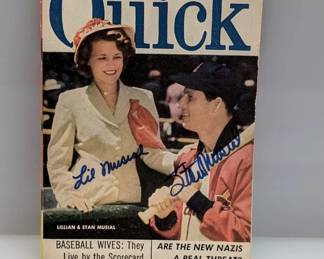 Quick
Lil Musial
Stan Musial
LILLIAN & STAN MUSIAL
BASEBALL WIVES: They
Live by the Scorecard
ARE THE NEW NAZIS
A REAL THREAT?